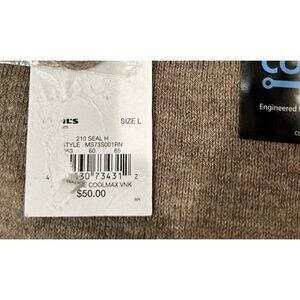 SIZE L
210 SEAL H
STYLE MS73S001RN
60 65
30 73431 2
COOLMAX VNK
$50.00
Engineered